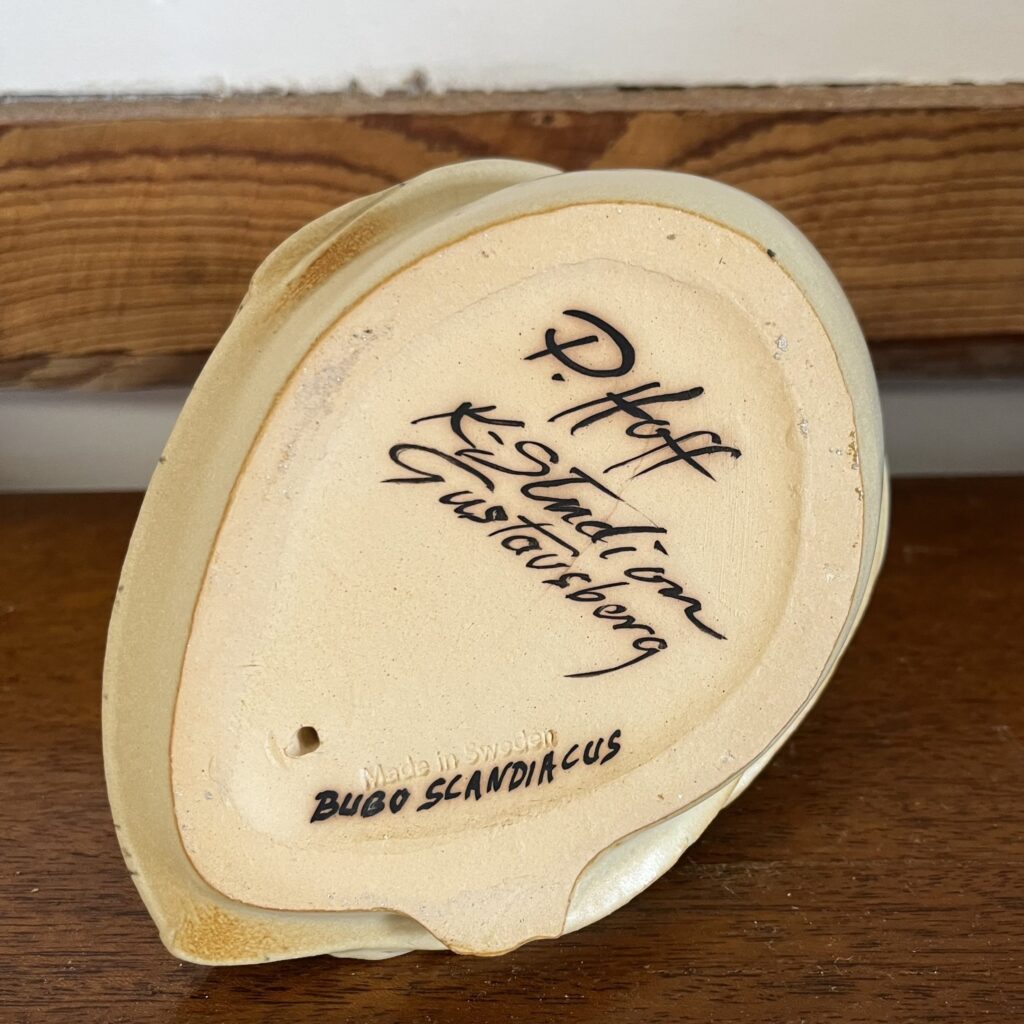 P. Hoff
K-Studion
Gustavsberg
Made in Sweden
BUBO SCANDIACUS